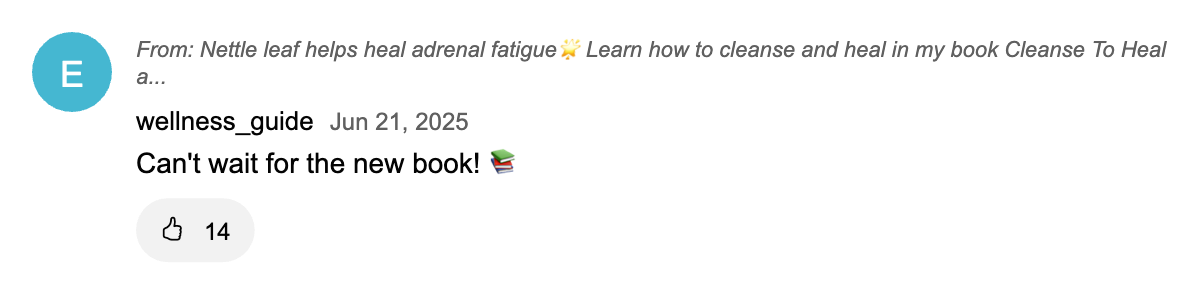 E
From: Nettle leaf helps heal adrenal fatigue🌟 Learn how to cleanse and heal in my book Cleanse To Heal
a...
wellness_guide Jun 21, 2025
Can't wait for the new book! 📚
14